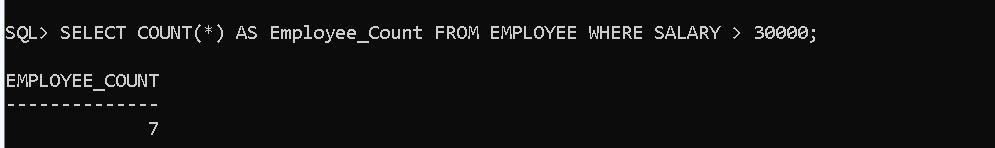 SQL> SELECT COUNT(*) AS Employee_Count FROM EMPLOYEE WHERE SALARY > 30000;
EMPLOYEE_COUNT
--------------
7